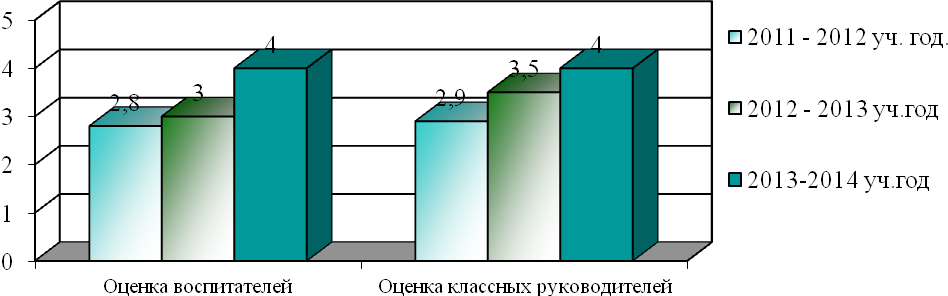 5
4
3
2
1
0
2,8
3
4
2,9
3,5
4
Оценка воспитателей
Оценка классных руководителей
2011 - 2012 уч. год.
2012 - 2013 уч.год
2013-2014 уч.год